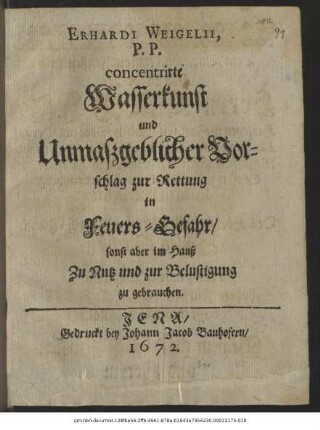 ERHARDI WEIGELII,
P. P.
concentrirte
Wasserkunst
und
Unmaßgeblicher Vor-
schlag zur Rettung
in
Feuers-Gefahr/
sonst aber im Hauß
Zu Nutz und zur Belustigung
zu gebrauchen.
JENA/
Gedruckt bey Johann Jacob Bauhofern/
1672.